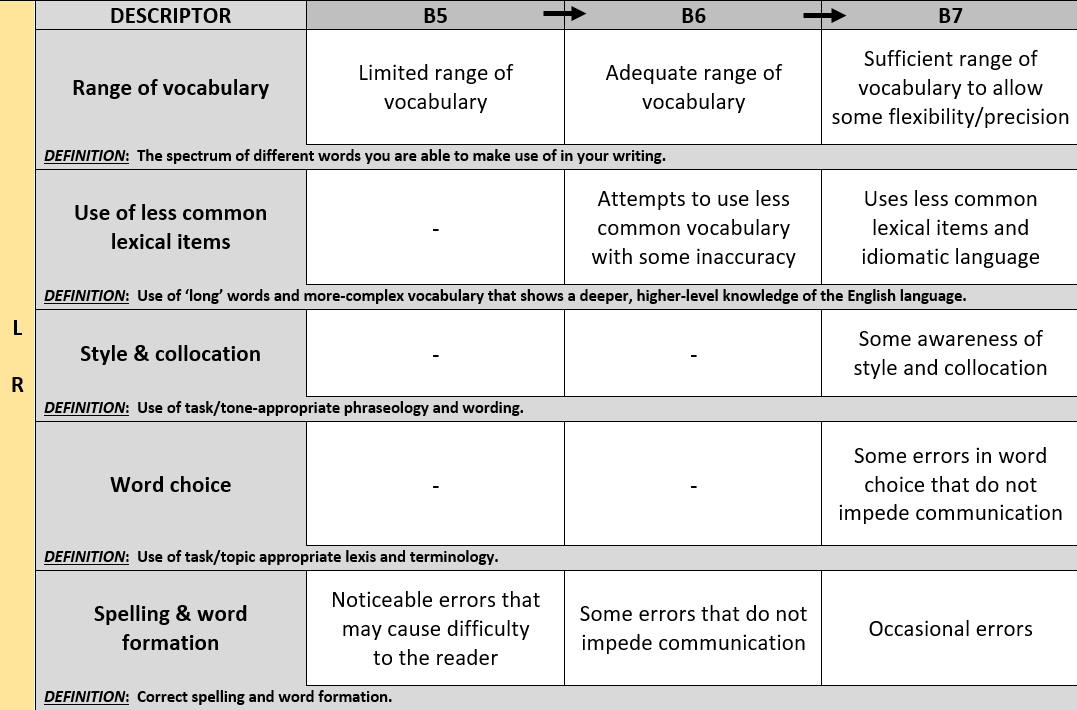 DESCRIPTOR B5 B6 B7
Range of vocabulary
Limited range of
vocabulary
Adequate range of
vocabulary
Sufficient range of
vocabulary to allow
some flexibility/precision
DEFINITION: The spectrum of different words you are able to make use of in your writing.
Use of less common
lexical items
-
Attempts to use less
common vocabulary
with some inaccuracy
Uses less common
lexical items and
idiomatic language
DEFINITION: Use of ‘long’ words and more-complex vocabulary that shows a deeper, higher-level knowledge of the English language.
L
R
Style & collocation
-
-
Some awareness of
style and collocation
DEFINITION: Use of task/tone-appropriate phraseology and wording.
Word choice
-
-
Some errors in word
choice that do not
impede communication
DEFINITION: Use of task/topic appropriate lexis and terminology.
Spelling & word
formation
Noticeable errors that
may cause difficulty
to the reader
Some errors that do not
impede communication
Occasional errors
DEFINITION: Correct spelling and word formation.